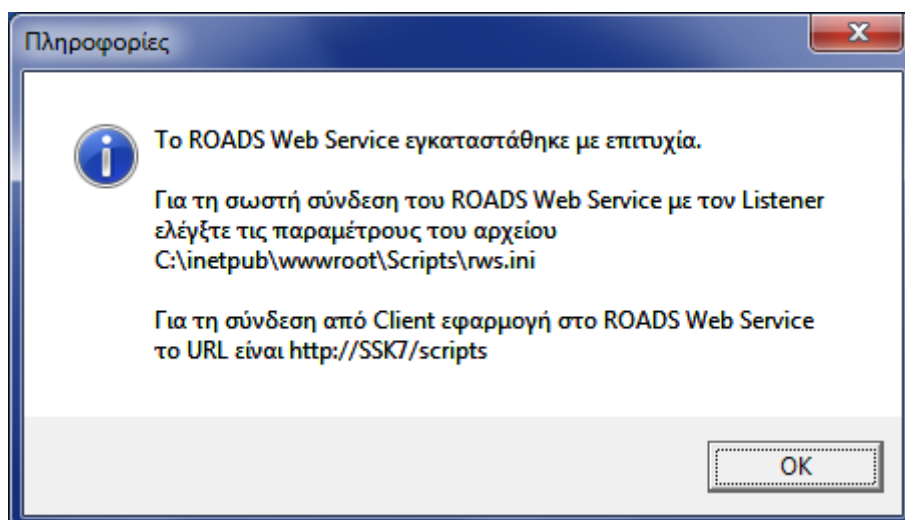 Πληροφορίες
Το ROADS Web Service εγκαταστάθηκε με επιτυχία.
Για τη σωστή σύνδεση του ROADS Web Service με τον Listener
ελέγξτε τις παραμέτρους του αρχείου
C:\inetpub\wwwroot\Scripts\rws.ini
Για τη σύνδεση από Client εφαρμογή στο ROADS Web Service
το URL είναι http://SSK7/scripts
OK